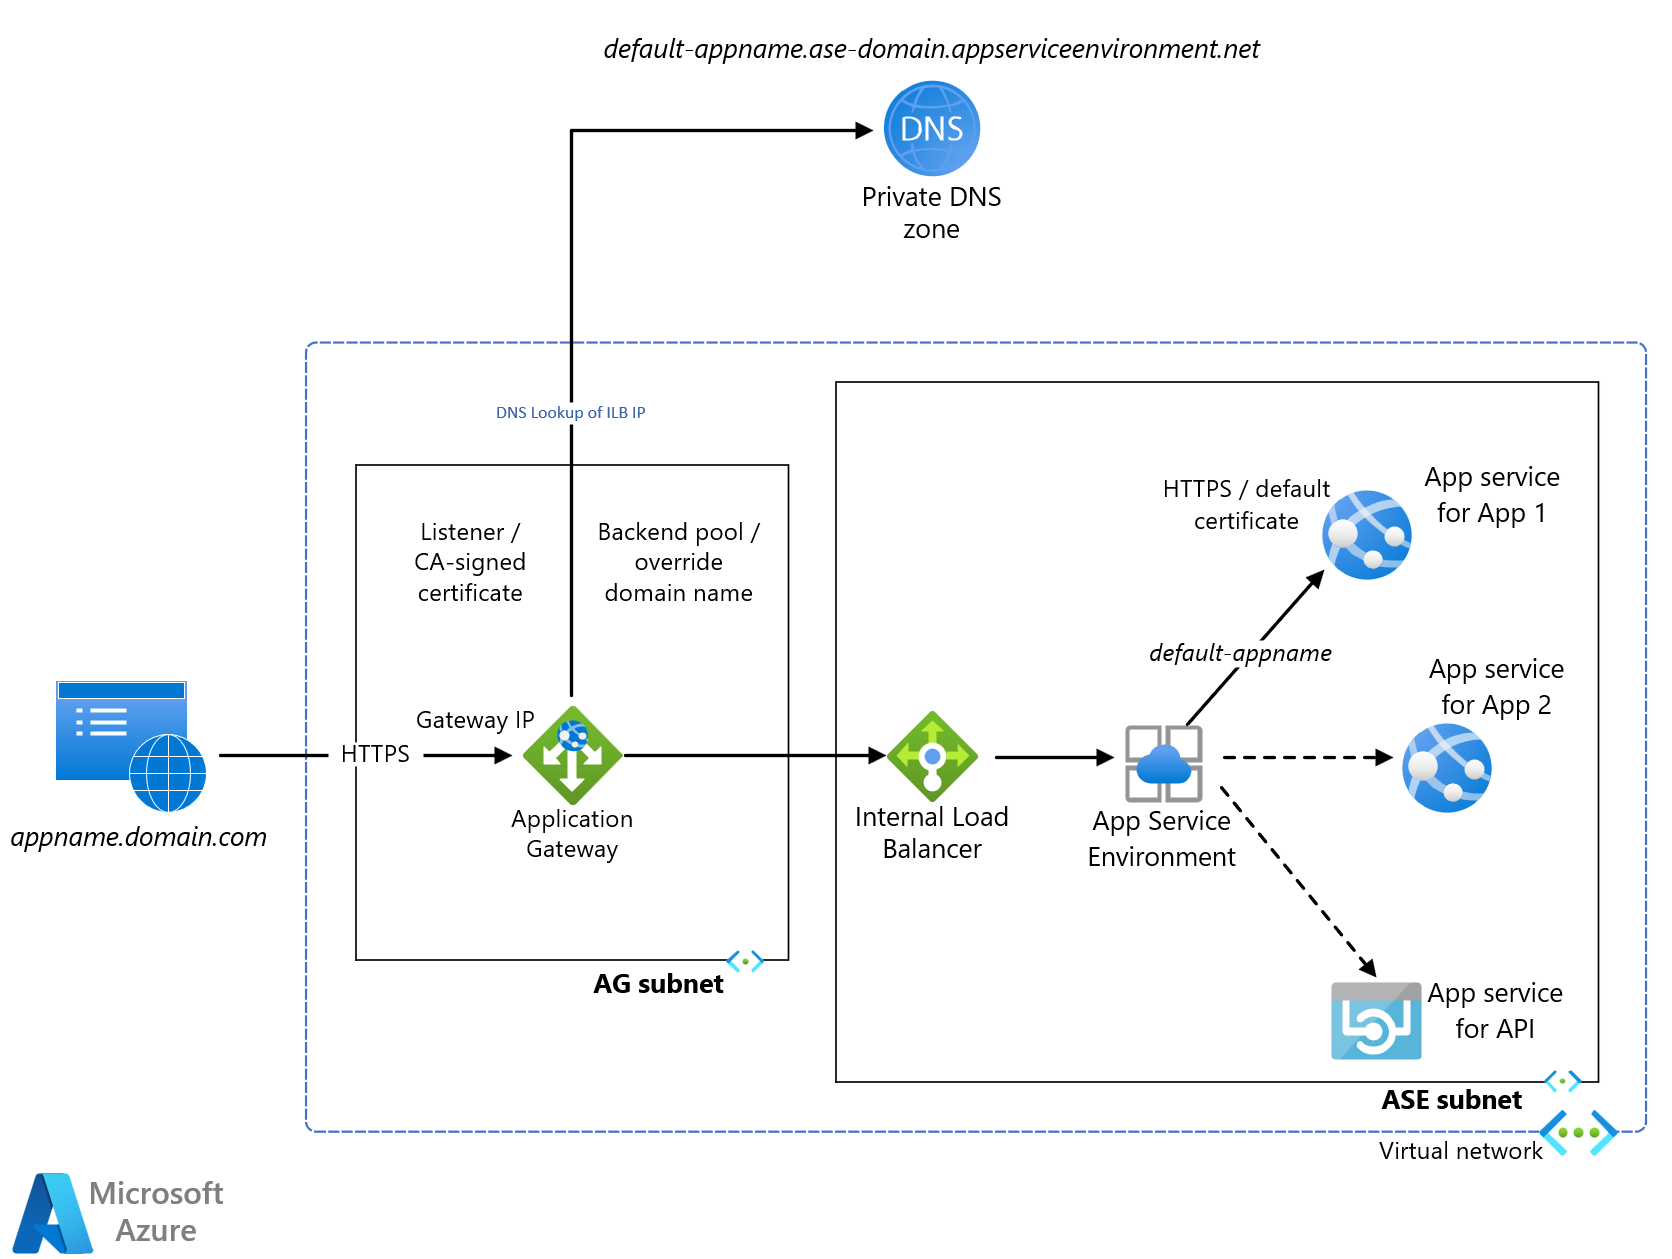 default-appname.ase-domain.appserviceenvironment.net
DNS
Private DNS
zone
DNS Lookup of ILB IP
Listener /
CA-signed
certificate
Backend pool /
override
domain name
HTTPS / default
certificate
App service
for App 1
default-appname
App service
for App 2
Gateway IP
HTTPS
appname.domain.com
Application
Gateway
Internal Load
Balancer
App Service
Environment
App service
for API
AG subnet
ASE subnet
Virtual network
Microsoft
Azure